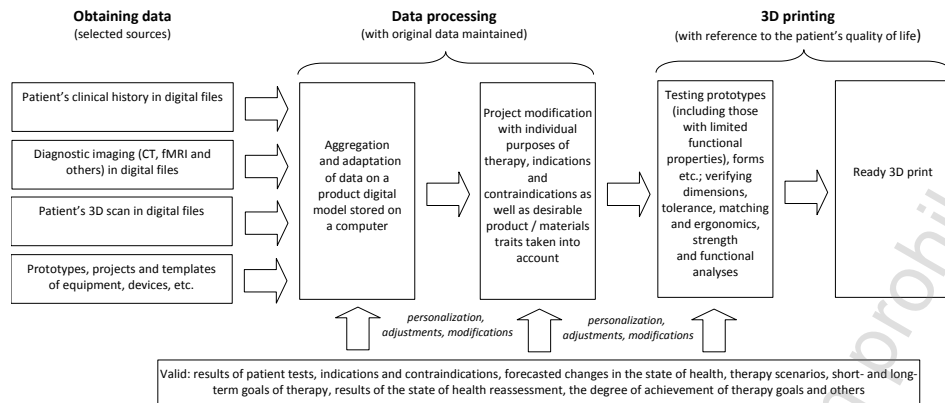 Obtaining data
(selected sources)
Data processing
(with original data maintained)
3D printing
(with reference to the patient's quality of life)
Patient's clinical history in digital files
Diagnostic imaging (CT, fMRI and
others) in digital files
Patient's 3D scan in digital files
Prototypes, projects and templates
of equipment, devices, etc.
Aggregation
and adaptation
of data on a
product digital
model stored on
a computer
Project modification
with individual
purposes of
therapy, indications
and
contraindications as
well as desirable
product / materials
traits taken into
account
Testing prototypes
(including those
with limited
functional
properties), forms
etc.; verifying
dimensions,
tolerance, matching
and ergonomics,
strength
and functional
analyses
Ready 3D print
personalization,
adjustments, modifications
personalization,
adjustments, modifications
Valid: results of patient tests, indications and contraindications, forecasted changes in the state of health, therapy scenarios, short- and long-
term goals of therapy, results of the state of health reassessment, the degree of achievement of therapy goals and others